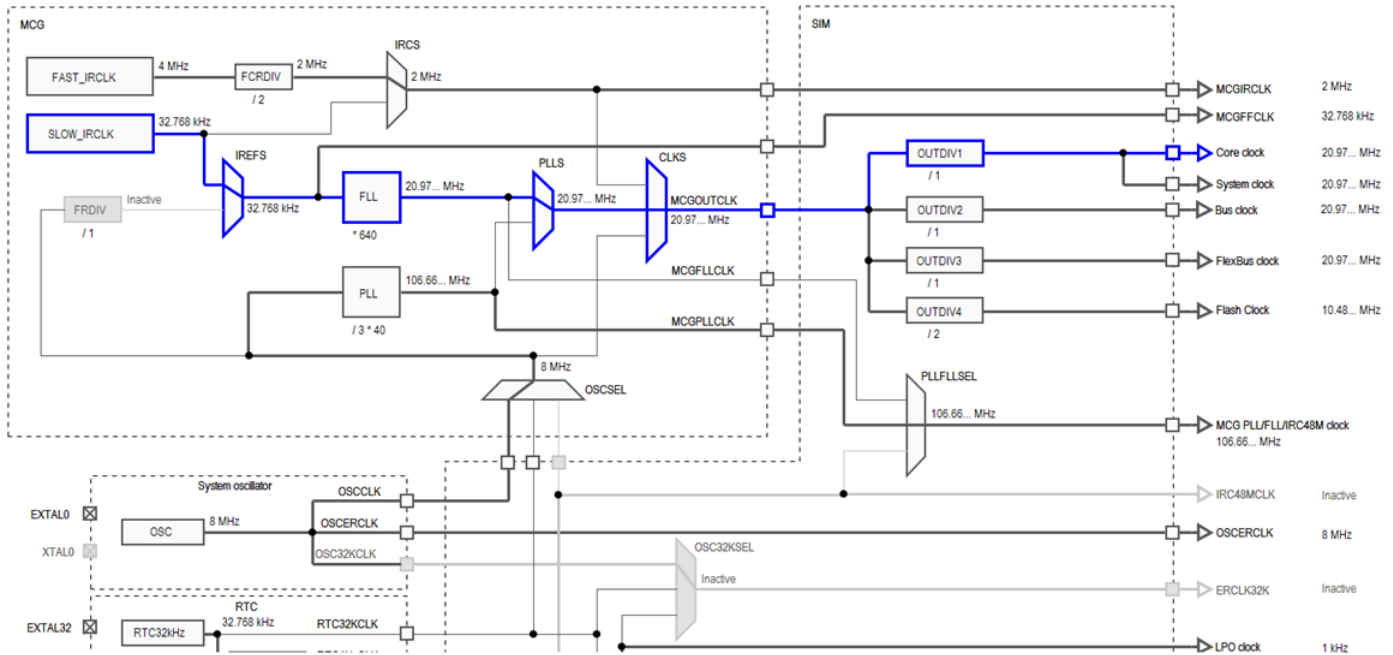 MCG
SIM
IRCS
FAST_IRCLK
4 MHz
FCRDIV
2 MHz
/ 2
2 MHz
MCGIRCLK
2 MHz
MCGFFCLK
32.768 kHz
SLOW_IRCLK
32.768 kHz
IREFS
PLLS
CLKS
OUTDIV1
/ 1
Core clock
20.97... MHz
FRDIV
Inactive
/ 1
32.768 kHz
FLL
* 640
20.97... MHz
20.97... MHz
MCGOUTCLK
20.97... MHz
System clock
20.97... MHz
OUTDIV2
/ 1
Bus clock
20.97... MHz
OUTDIV3
/ 1
FlexBus clock
20.97... MHz
PLL
/ 3 * 40
106.66... MHz
MCGFLLCLK
MCGPLLCLK
OUTDIV4
/ 2
Flash Clock
10.48... MHz
8 MHz
OSCSEL
PLLFLLSEL
106.66... MHz
MCG PLL/FLL/IRC48M clock
106.66... MHz
System oscillator
OSCCLK
IRC48MCLK
Inactive
EXTAL0
XTAL0
OSC
8 MHz
OSCERCLK
OSCERCLK
8 MHz
OSC32KCLK
OSC32KSEL
Inactive
ERCLK32K
Inactive
RTC
EXTAL32
RTC32kHz
32.768 kHz
RTC32KCLK
LPO clock
1 kHz